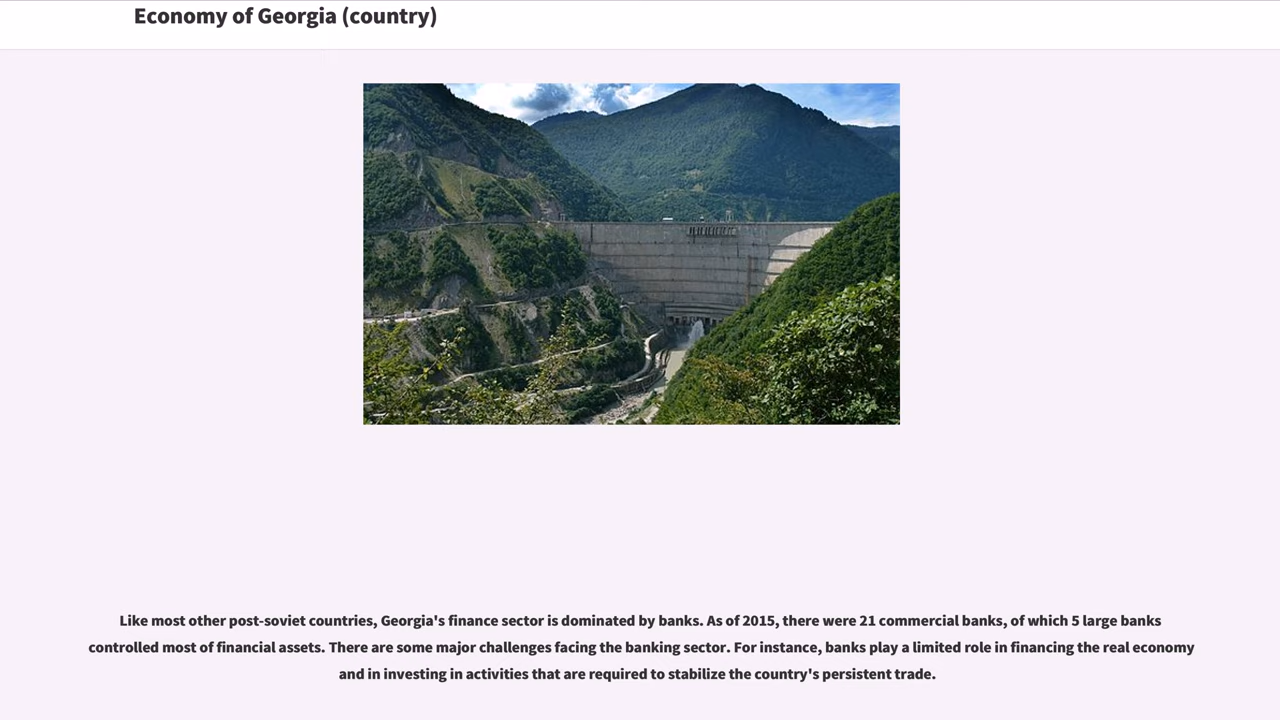 Economy of Georgia (country)
Like most other post-soviet countries, Georgia's finance sector is dominated by banks. As of 2015, there were 21 commercial banks, of which 5 large banks
controlled most of financial assets. There are some major challenges facing the banking sector. For instance, banks play a limited role in financing the real economy
and in investing in activities that are required to stabilize the country's persistent trade.